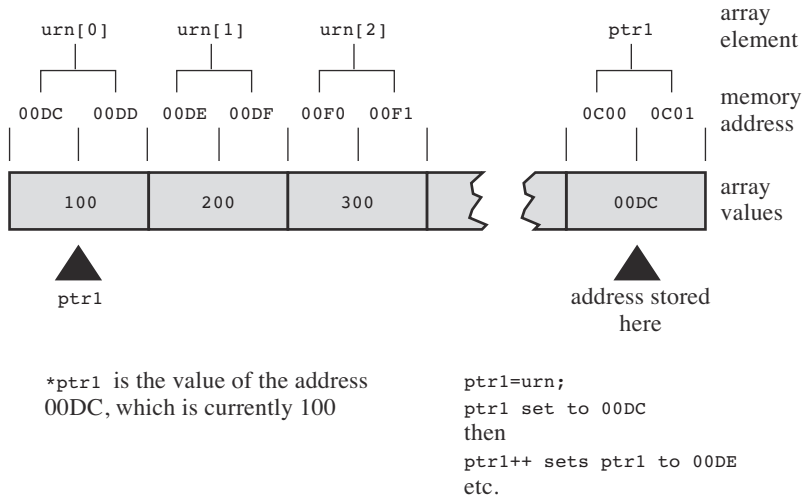 urn[0] urn[1] urn[2] ptr1 array
element
00DC 00DD 00DE 00DF 00F0 00F1 0C00 0C01 memory
address
100 200 300 00DC array
values
ptr1
address stored
here
*ptr1 is the value of the address
00DC, which is currently 100
ptr1=urn;
ptr1 set to 00DC
then
ptr1++ sets ptr1 to 00DE
etc.